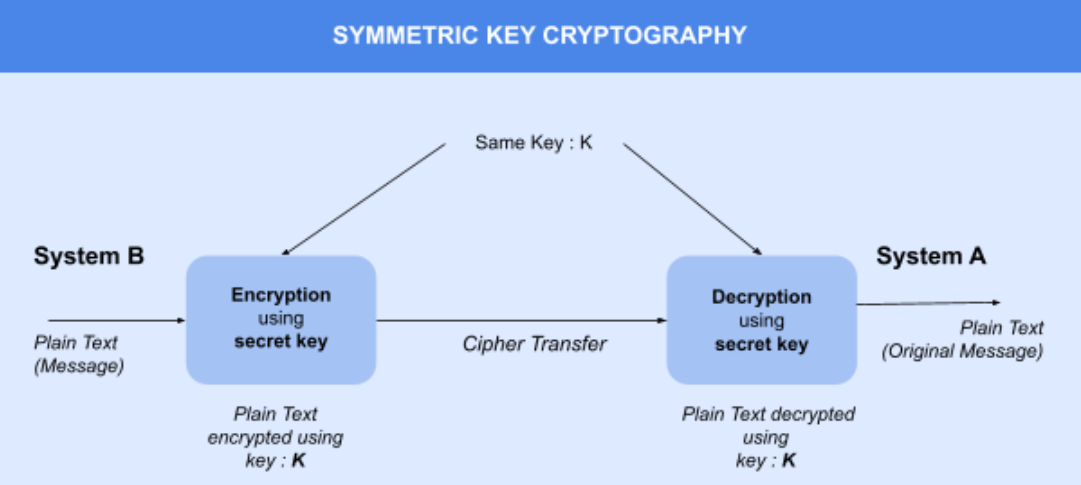 SYMMETRIC KEY CRYPTOGRAPHY
Same Key : K
System B
System A
Encryption
using
secret key
Decryption
using
secret key
Plain Text
(Message)
Cipher Transfer
Plain Text
(Original Message)
Plain Text
encrypted using
key : K
Plain Text decrypted
using
key : K